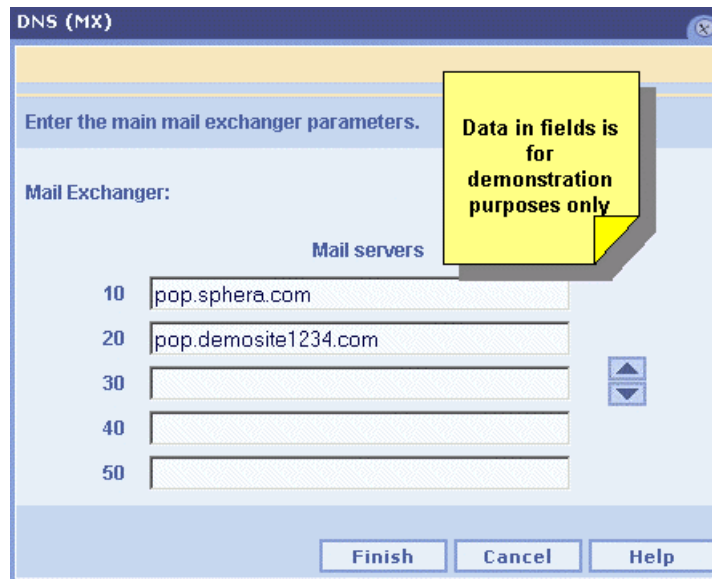 DNS (MX)
Enter the main mail exchanger parameters.
Data in fields is
for
demonstration
purposes only
Mail Exchanger:
Mail servers
10 pop.sphera.com
20 pop.demosite1234.com
30
40
50
Finish Cancel Help